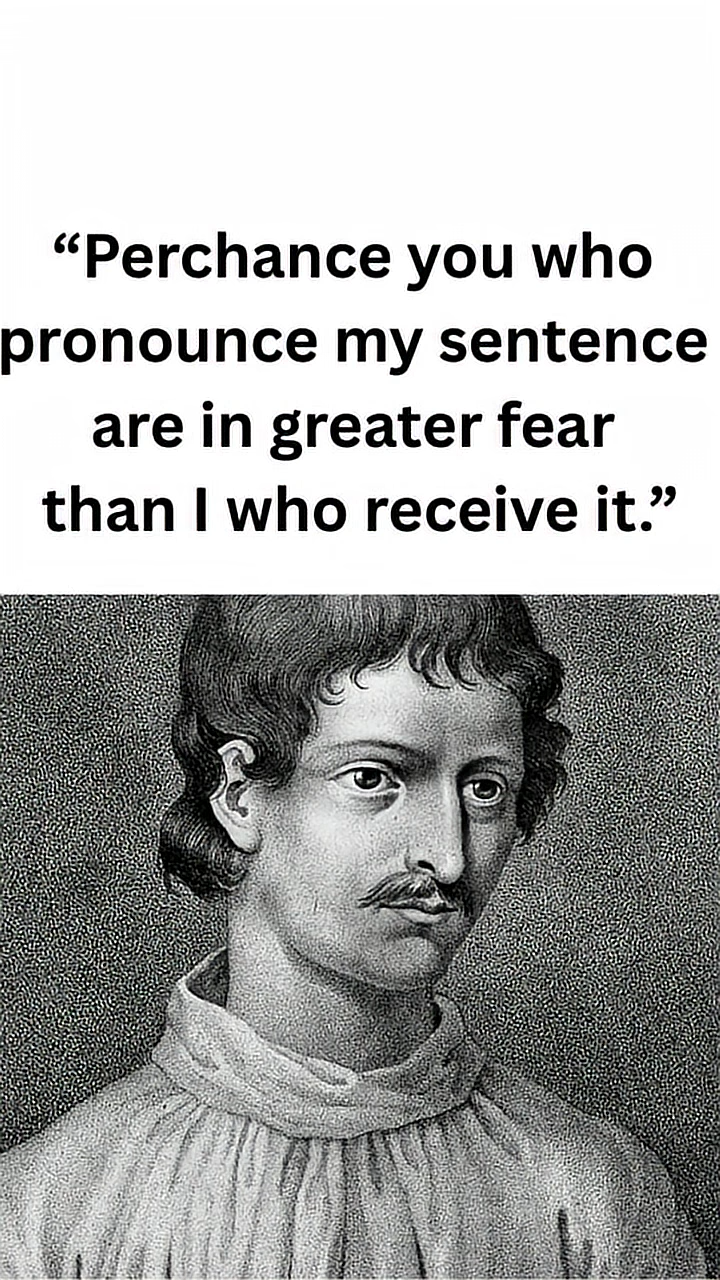 “Perchance you who
pronounce my sentence
are in greater fear
than I who receive it.”